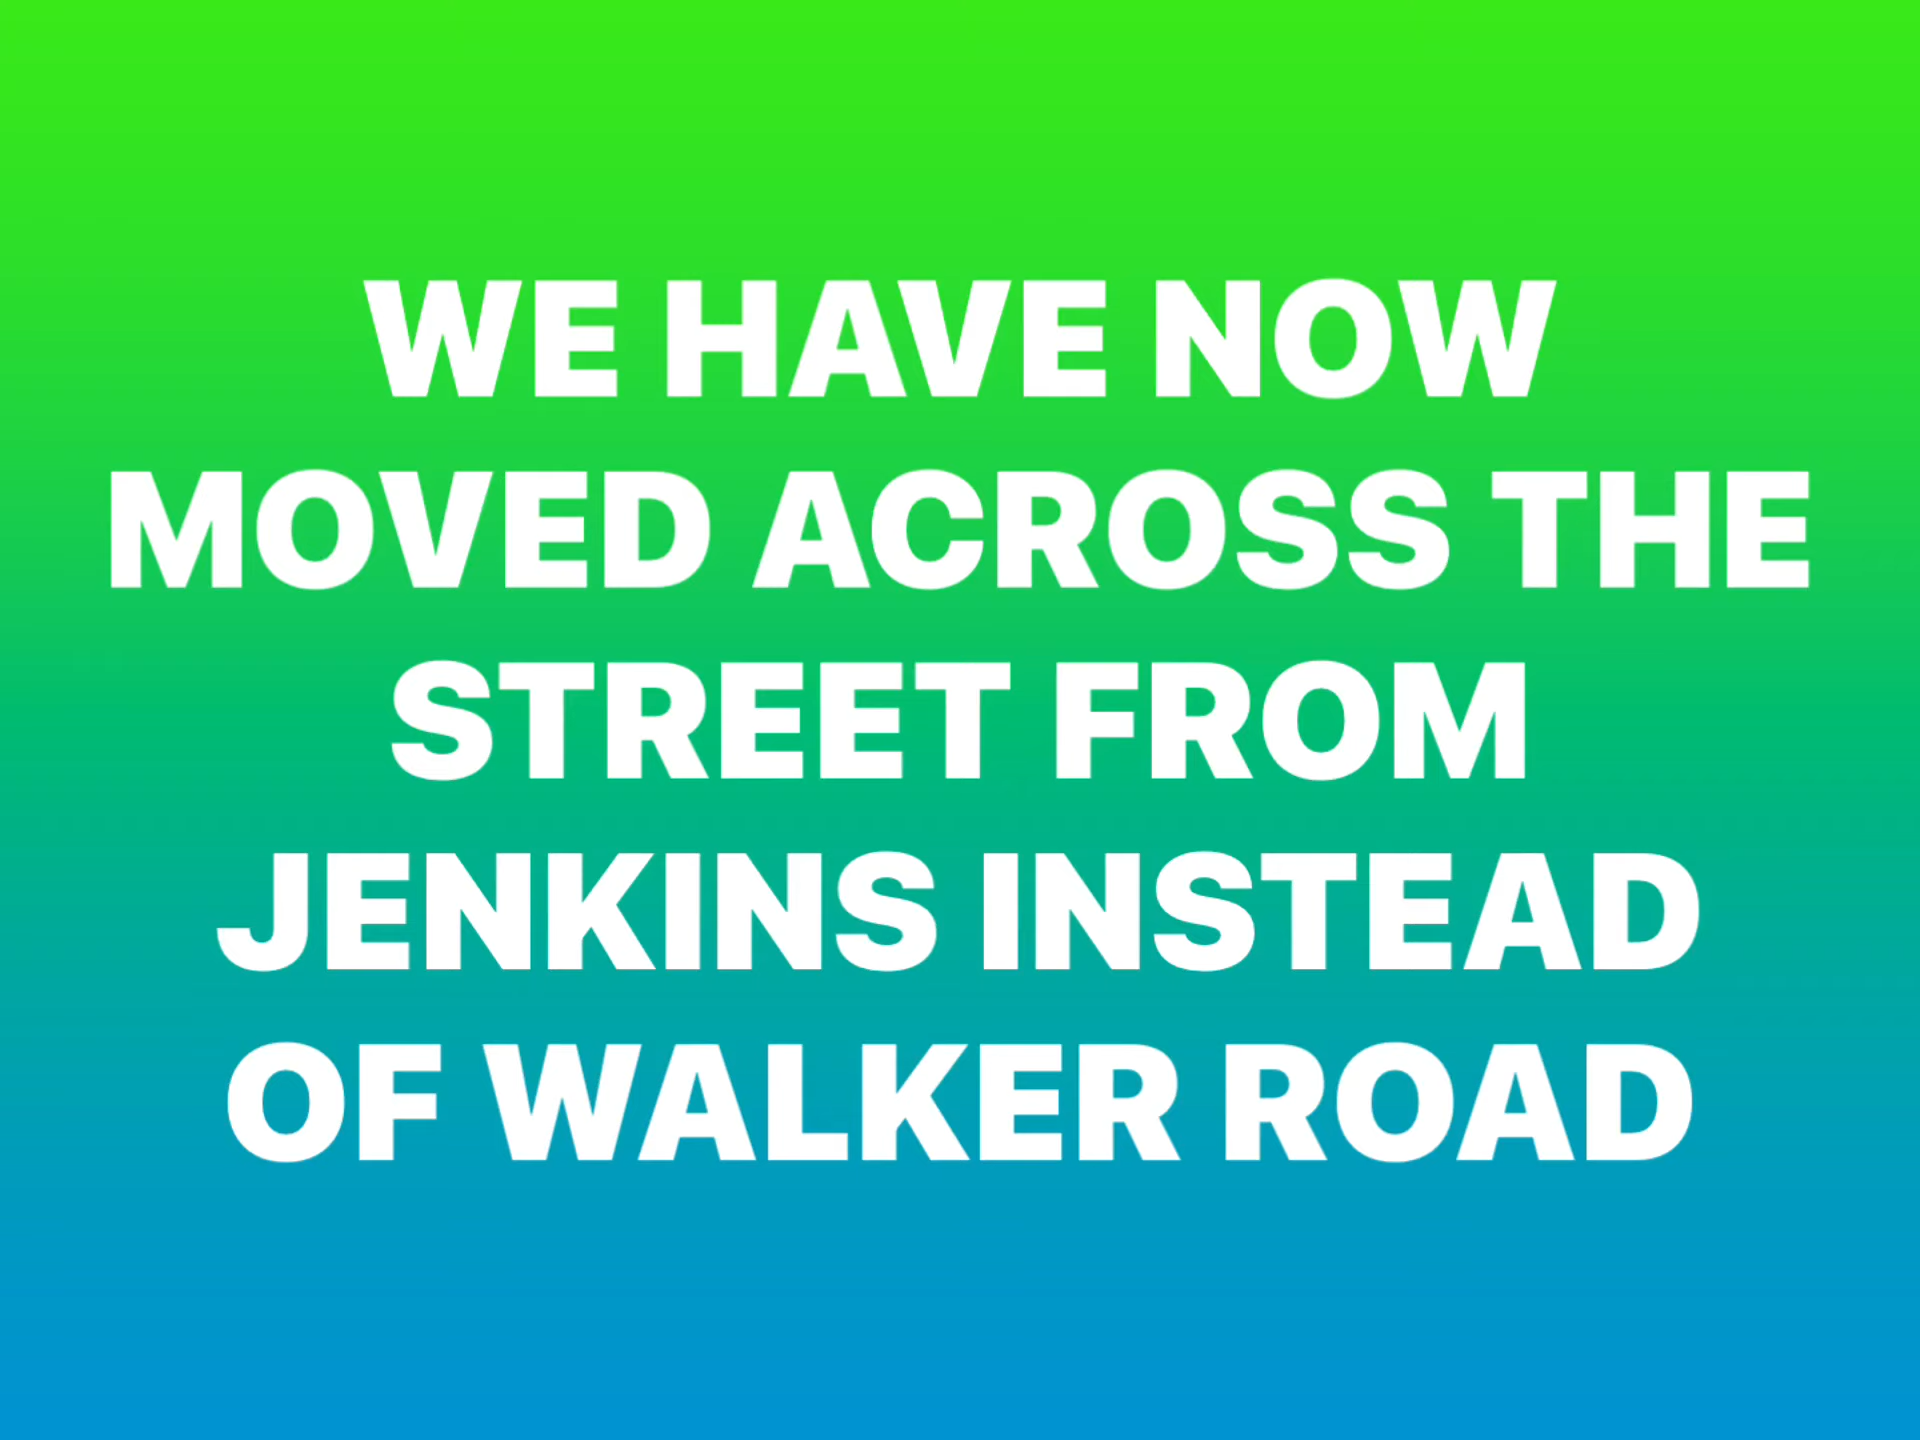 WE HAVE NOW
MOVED ACROSS THE
STREET FROM
JENKINS INSTEAD
OF WALKER ROAD